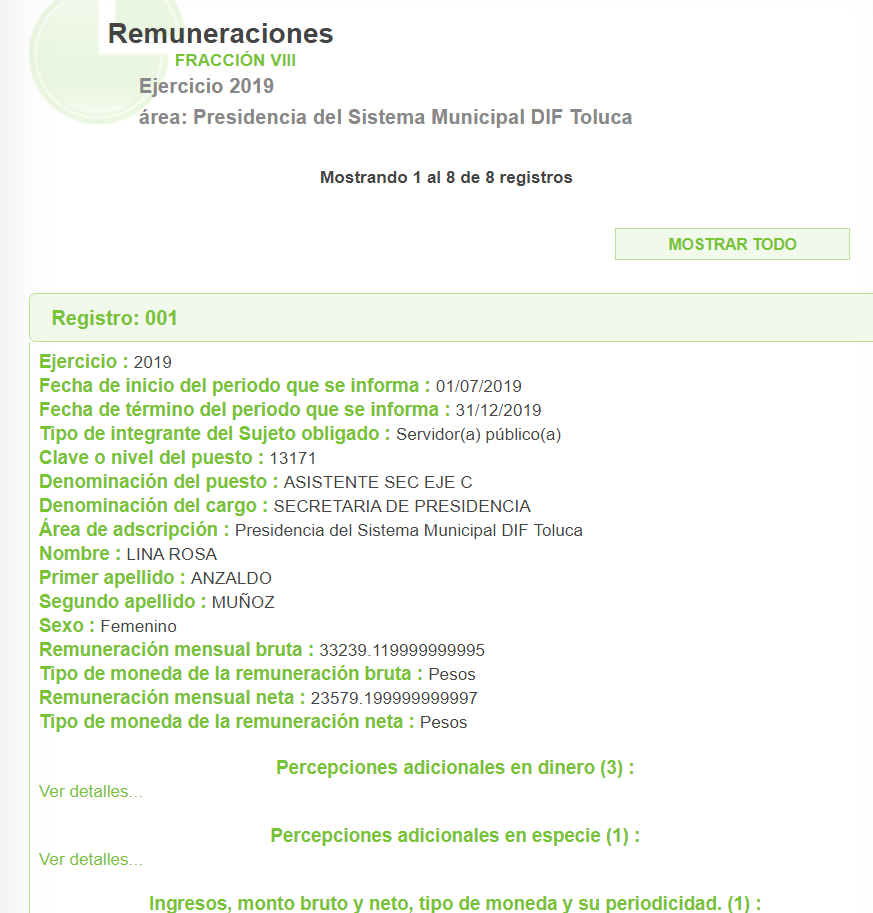 Remuneraciones
FRACCIÓN VIII
Ejercicio 2019
área: Presidencia del Sistema Municipal DIF Toluca
Mostrando 1 al 8 de 8 registros
MOSTRAR TODO
Registro: 001
Ejercicio : 2019
Fecha de inicio del periodo que se informa : 01/07/2019
Fecha de término del periodo que se informa : 31/12/2019
Tipo de integrante del Sujeto obligado : Servidor(a) público(a)
Clave o nivel del puesto : 13171
Denominación del puesto : ASISTENTE SEC EJE C
Denominación del cargo : SECRETARIA DE PRESIDENCIA
Área de adscripción : Presidencia del Sistema Municipal DIF Toluca
Nombre : LINA ROSA
Primer apellido : ANZALDO
Segundo apellido : MUÑOZ
Sexo : Femenino
Remuneración mensual bruta : 33239.119999999995
Tipo de moneda de la remuneración bruta : Pesos
Remuneración mensual neta : 23579.199999999997
Tipo de moneda de la remuneración neta : Pesos
Percepciones adicionales en dinero (3) :
Ver detalles...
Percepciones adicionales en especie (1) :
Ver detalles...
Ingresos, monto bruto y neto, tipo de moneda y su periodicidad. (1) :